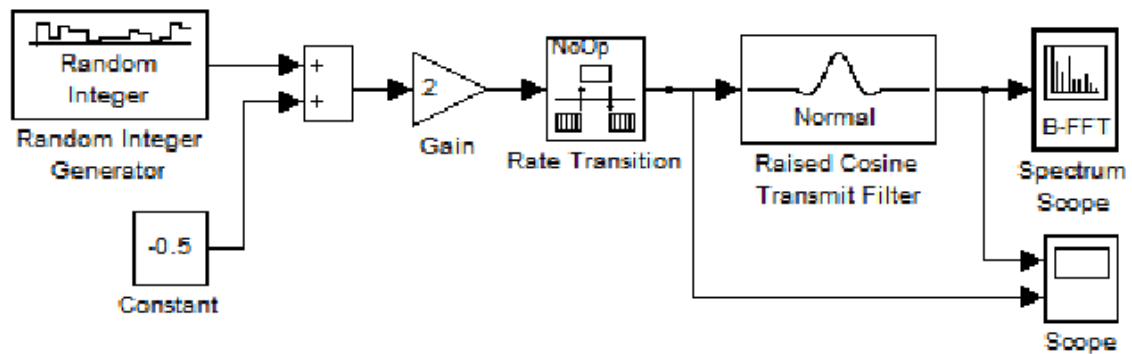 Random
Integer
Random Integer
Generator
-0.5
Constant
+
+
2
Gain
NoOp
Rate Transition
Normal
Raised Cosine
Transmit Filter
B-FFT
Spectrum
Scope
Scope